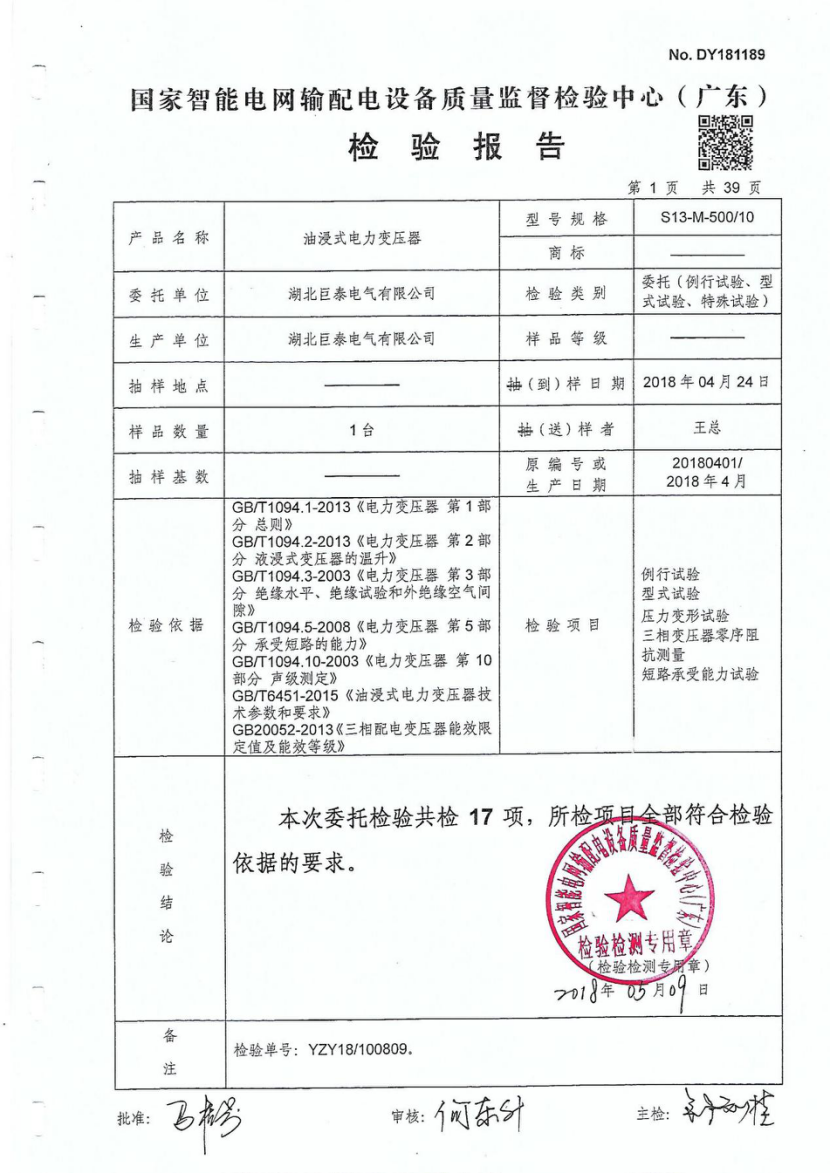 No. DY181189
国家智能电网输配电设备质量监督检验中心（广东）
检验报告
第 1 页 共 39 页
产品名称
油浸式电力变压器
型号规格
S13-M-500/10
商标
————
委托单位
湖北巨泰电气有限公司
检验类别
委托（例行试验、型
式试验、特殊试验）
生产单位
湖北巨泰电气有限公司
样品等级
————
抽样地点
————
抽（到）样日期
2018 年 04 月 24 日
样品数量
1 台
抽（送）样者
王总
抽样基数
————
原编号或
生产日期
20180401/
2018 年 4 月
检验依据
GB/T1094.1-2013《电力变压器 第 1 部
分 总则》
GB/T1094.2-2013《电力变压器 第 2 部
分 液浸式变压器的温升》
GB/T1094.3-2003《电力变压器 第 3 部
分 绝缘水平、绝缘试验和外绝缘空气间
隙》
GB/T1094.5-2008《电力变压器 第 5 部
分 承受短路的能力》
GB/T1094.10-2003《电力变压器 第 10
部分 声级测定》
GB/T6451-2015《油浸式电力变压器技
术参数和要求》
GB20052-2013《三相配电变压器能效限
定值及能效等级》
检验项目
例行试验
型式试验
压力变形试验
三相变压器零序阻
抗测量
短路承受能力试验
检
验
结
论
本次委托检验共检 17 项，所检项目全部符合检验
依据的要求。
国家智能电网输配电设备质量监督检验中心(广东)
检验检测专用章
（检验检测专用章）
2018年 05 月 09 日
备
注
检验单号：YZY18/100809。
批准：
审核：何东升
主检：